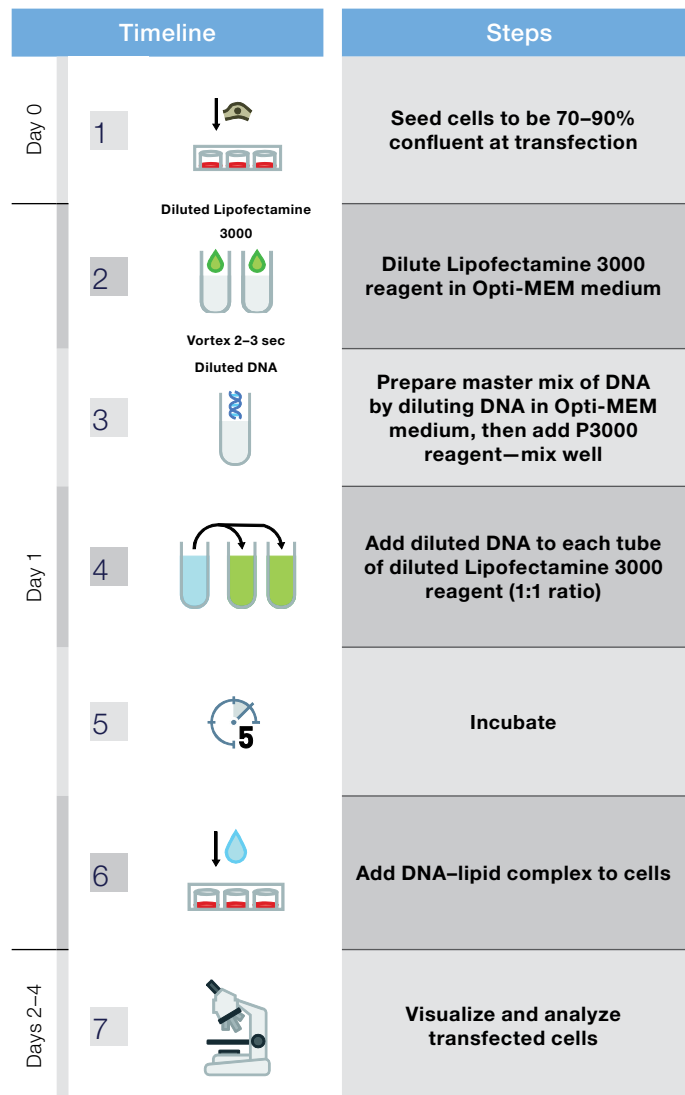 Timeline
Steps
Day 0
1
Seed cells to be 70–90%
confluent at transfection
Day 1
Diluted Lipofectamine
3000
2
Dilute Lipofectamine 3000
reagent in Opti-MEM medium
Vortex 2–3 sec
Diluted DNA
3
Prepare master mix of DNA
by diluting DNA in Opti-MEM
medium, then add P3000
reagent—mix well
4
Add diluted DNA to each tube
of diluted Lipofectamine 3000
reagent (1:1 ratio)
5
5
Incubate
6
Add DNA–lipid complex to cells
Days 2–4
7
Visualize and analyze
transfected cells